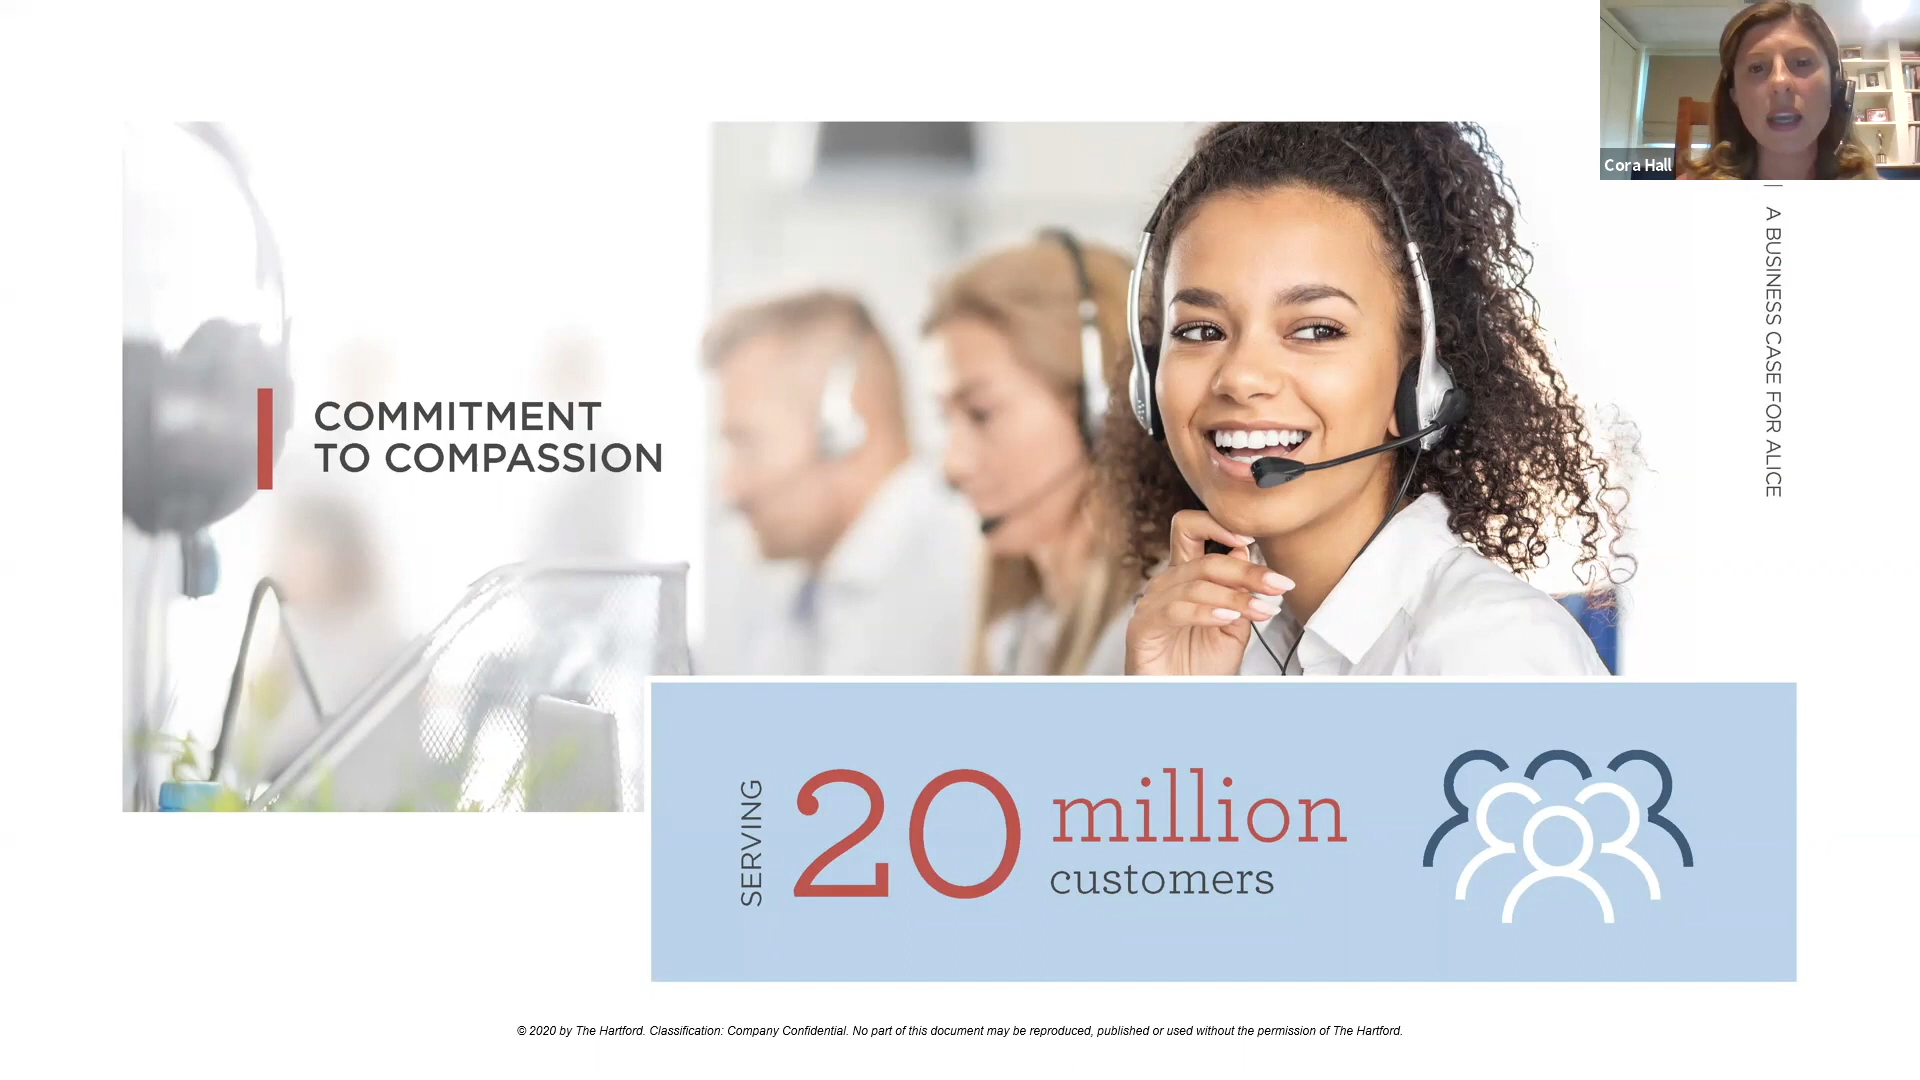 Cora Hall
| A BUSINESS CASE FOR ALICE
COMMITMENT
TO COMPASSION
SERVING
20 million
customers
© 2020 by The Hartford. Classification: Company Confidential. No part of this document may be reproduced, published or used without the permission of The Hartford.